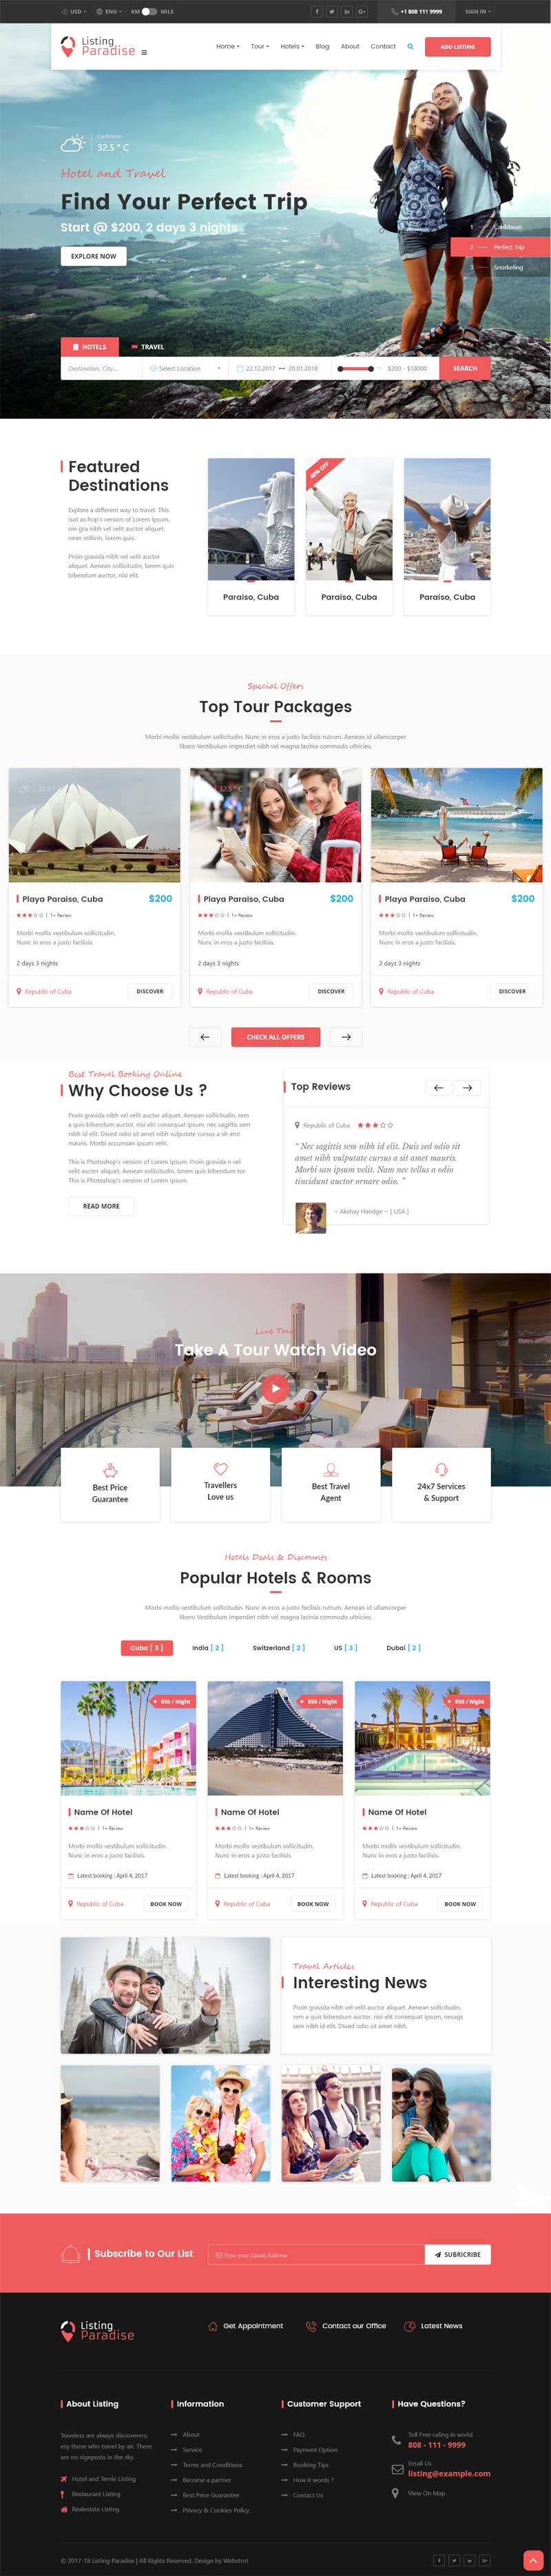 USD ENG KM MILE +1 808 111 9999 SIGN IN
Listing
Paradise
Home Tour Hotels Blog About Contact ADD LISTING
Caribbean
32.5 ° C
Hotel and Travel
Find Your Perfect Trip
Start @ $200, 2 days 3 nights
EXPLORE NOW
1 Caribbean
2 Perfect Trip
3 Snorkeling
HOTELS TRAVEL
Destination, City... Select Location 22.12.2017 20.01.2018 $200 - $18000 SEARCH
Featured
Destinations
Explore a different way to travel. This
isot as hop's version of Lorem Ipsum.
oin gra nibh vel velit auctor aliquet.
nean sollicin, lorem quis.
Proin gravida nibh vel velit auctor
aliquet. Aenean sollicitudin, lorem quis
bibendum auctor, nisi elit.
40% OFF
Paraiso, Cuba Paraiso, Cuba Paraiso, Cuba
Special Offers
Top Tour Packages
Morbi mollis vestibulum sollicitudin. Nunc in eros a justo facilisis rutrum. Aenean id ullamcorper
libero Vestibulum imperdiet nibh vel magna lacinia commodo ultricies,
32.5 ° C 32.5 ° C
Playa Paraiso, Cuba $200 Playa Paraiso, Cuba $200 Playa Paraiso, Cuba $200
1+ Review 1+ Review 1+ Review
Morbi mollis vestibulum sollicitudin. Morbi mollis vestibulum sollicitudin. Morbi mollis vestibulum sollicitudin.
Nunc in eros a justo facilisis. Nunc in eros a justo facilisis. Nunc in eros a justo facilisis.
2 days 3 nights 2 days 3 nights 2 days 3 nights
Republic of Cuba DISCOVER Republic of Cuba DISCOVER Republic of Cuba DISCOVER
CHECK ALL OFFERS
Best Travel Booking Online
Why Choose Us ?
Proin gravida nibh vel velit auctor aliquet. Aenean sollicitudin, rem
a quis bibendum auctor, nisi elit consequat ipsum, nec sagittis sem
nibh id elit. Dssed odio sit amet nibh vulputate cursus a sit amt
mauris. Morbi accumsan ipsum velit.
This is Photoshop's version of Lorem Ipsum. Proin gravida n vel
velit auctor aliquet. Aenean sollicitudin, lorem quis bibendum tor.
This is Photoshop's version of Lorem Ipsum.
READ MORE
Top Reviews
Republic of Cuba
“ Nec sagittis sem nibh id elit. Duis sed odio sit
amet nibh vulputate cursus a sit amet mauris.
Morbi san ipsum velit. Nam nec tellus a odio
tincidunt auctor ornare odio. ”
~ Akshay Handge ~ [ USA ]
Live Tour
Take A Tour Watch Video
Best Price Travellers Best Travel 24x7 Services
Guarantee Love us Agent & Support
Hotels Deals & Discounts
Popular Hotels & Rooms
Morbi mollis vestibulum sollicitudin. Nunc in eros a justo facilisis rutrum. Aenean id ullamcorper
libero Vestibulum imperdiet nibh vel magna lacinia commodo ultricies,
Cuba [ 3 ] India [ 2 ] Switzerland [ 2 ] US [ 3 ] Dubai [ 2 ]
$50 / Night $50 / Night $50 / Night
Name Of Hotel Name Of Hotel Name Of Hotel
1+ Review 1+ Review 1+ Review
Morbi mollis vestibulum sollicitudin. Morbi mollis vestibulum sollicitudin. Morbi mollis vestibulum sollicitudin.
Nunc in eros a justo facilisis. Nunc in eros a justo facilisis. Nunc in eros a justo facilisis.
Latest booking : April 4, 2017 Latest booking : April 4, 2017 Latest booking : April 4, 2017
Republic of Cuba BOOK NOW Republic of Cuba BOOK NOW Republic of Cuba BOOK NOW
Travel Articles
Interesting News
Proin gravida nibh vel velit auctor aliquet. Aenean sollicitudin,
rem a quis bibendum auctor, nisi elit consequat ipsum, nesags
sem nibh id elit. Dssed odio sit amet nibh.
Subscribe to Our List Type your Email Address SUBRICRIBE
Listing
Paradise
Get Appointment Contact our Office Latest News
About Listing Information Customer Support Have Questions?
Travelers are always discoverers,
esy those who travel by air. There
are no signposts in the sky.
Hotel and Tervle Listing
Restaurant Listing
Realestate Listing
About
Service
Terms and Conditions
Become a partner
Best Price Guarantee
Privacy & Cookies Policy
FAQ
Payment Option
Booking Tips
How it words ?
Contact Us
Toll Free calling in world
808 - 111 - 9999
Email Us
listing@example.com
View On Map
© 2017-18 Listing Paradise | All Rights Reserved. Design by Webstrot